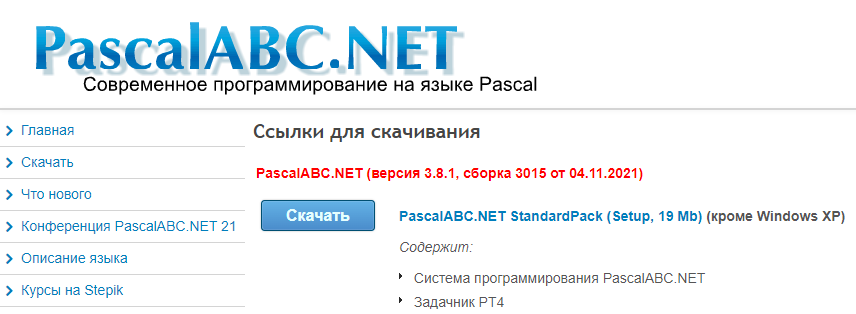 PascalABC.NET
Современное программирование на языке Pascal
Главная
Скачать
Что нового
Конференция PascalABC.NET 21
Описание языка
Курсы на Stepik
Ссылки для скачивания
PascalABC.NET (версия 3.8.1, сборка 3015 от 04.11.2021)
Скачать
PascalABC.NET StandardPack (Setup, 19 Mb) (кроме Windows XP)
Содержит:
Система программирования PascalABC.NET
Задачник PT4